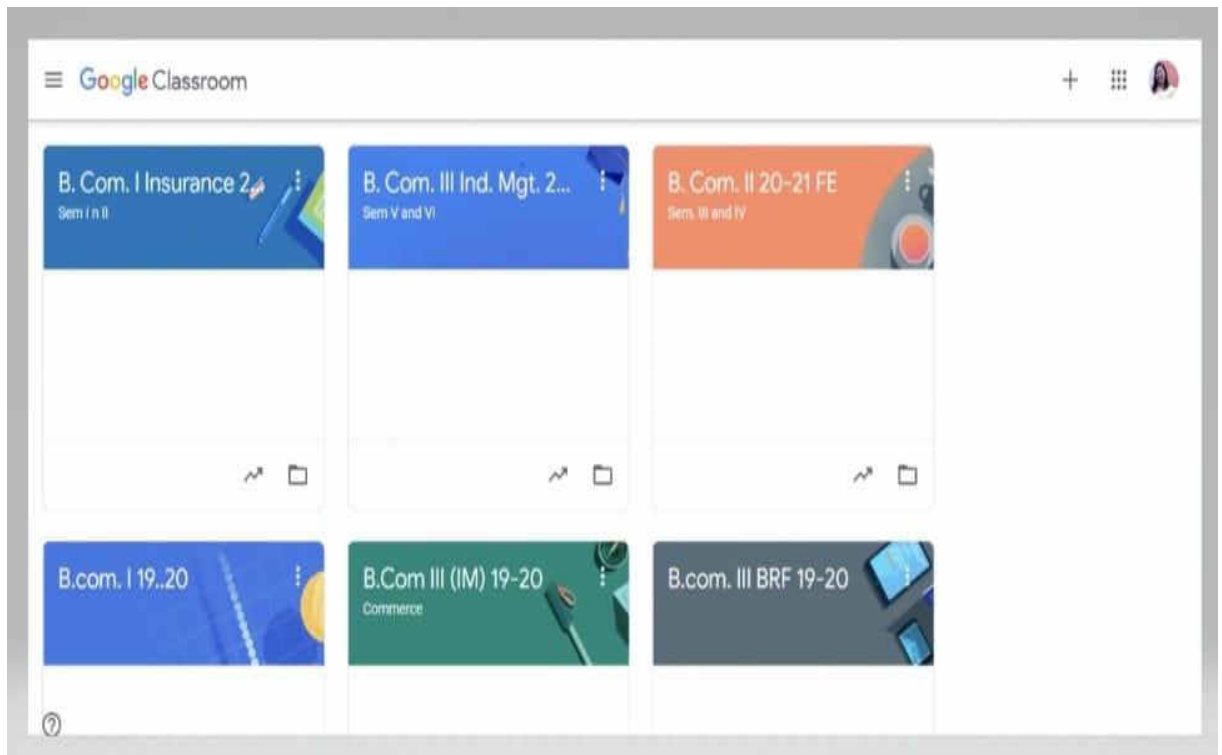 Google Classroom
B. Com. I Insurance 2...
Sem I n II
B. Com. III Ind. Mgt. 2...
Sem V and VI
B. Com. II 20-21 FE
Sem. III and IV
B.com. I 19..20
B.Com III (IM) 19-20
Commerce
B.com. III BRF 19-20